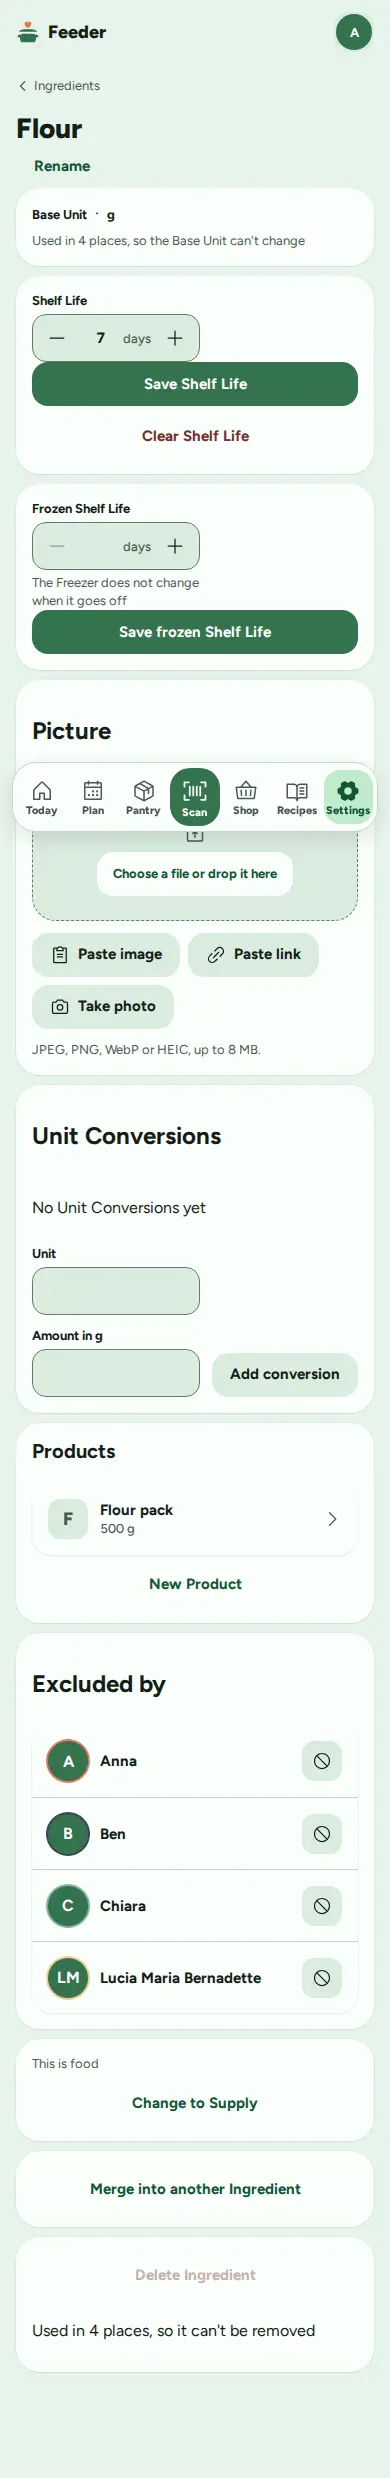 Feeder
A
Ingredients
Flour
Rename
Base Unit · g
Used in 4 places, so the Base Unit can't change
Shelf Life
7 days
Save Shelf Life
Clear Shelf Life
Frozen Shelf Life
days
The Freezer does not change
when it goes off
Save frozen Shelf Life
Picture
Today
Plan
Pantry
Scan
Shop
Recipes
Settings
Choose a file or drop it here
Paste image
Paste link
Take photo
JPEG, PNG, WebP or HEIC, up to 8 MB.
Unit Conversions
No Unit Conversions yet
Unit
Amount in g
Add conversion
Products
F
Flour pack
500 g
New Product
Excluded by
A
Anna
B
Ben
C
Chiara
LM
Lucia Maria Bernadette
This is food
Change to Supply
Merge into another Ingredient
Delete Ingredient
Used in 4 places, so it can't be removed